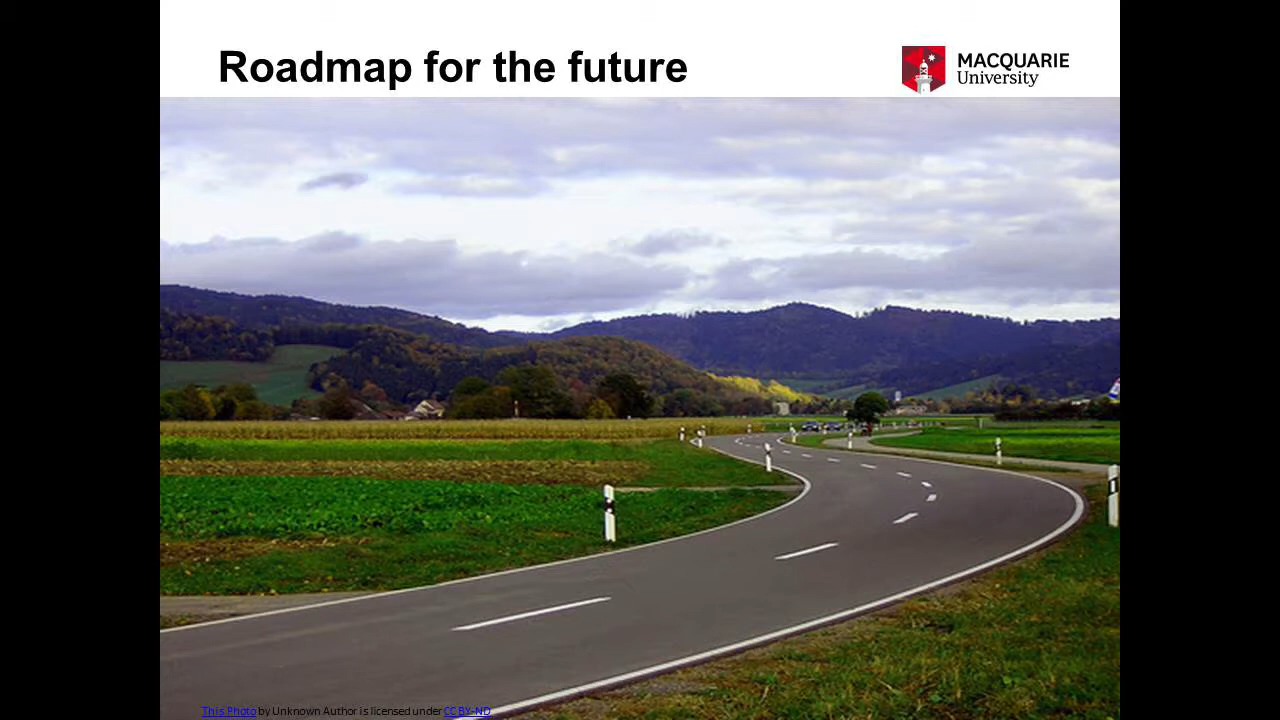 Roadmap for the future
MACQUARIE
University
This Photo by Unknown Author is licensed under CC BY-ND